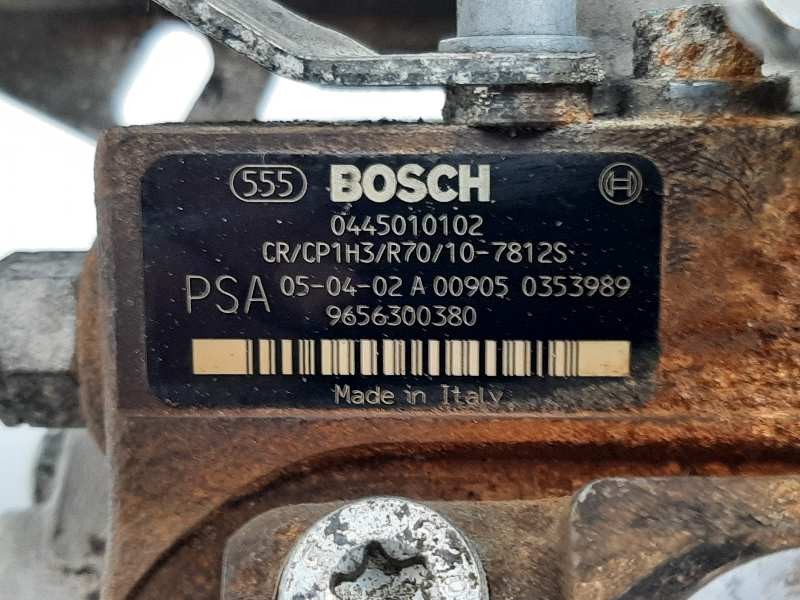 555 BOSCH
0445010102
CR/CP1H3/R70/10-7812S
PSA 05-04-02 A 00905 0353989
9656300380
Made in Italy